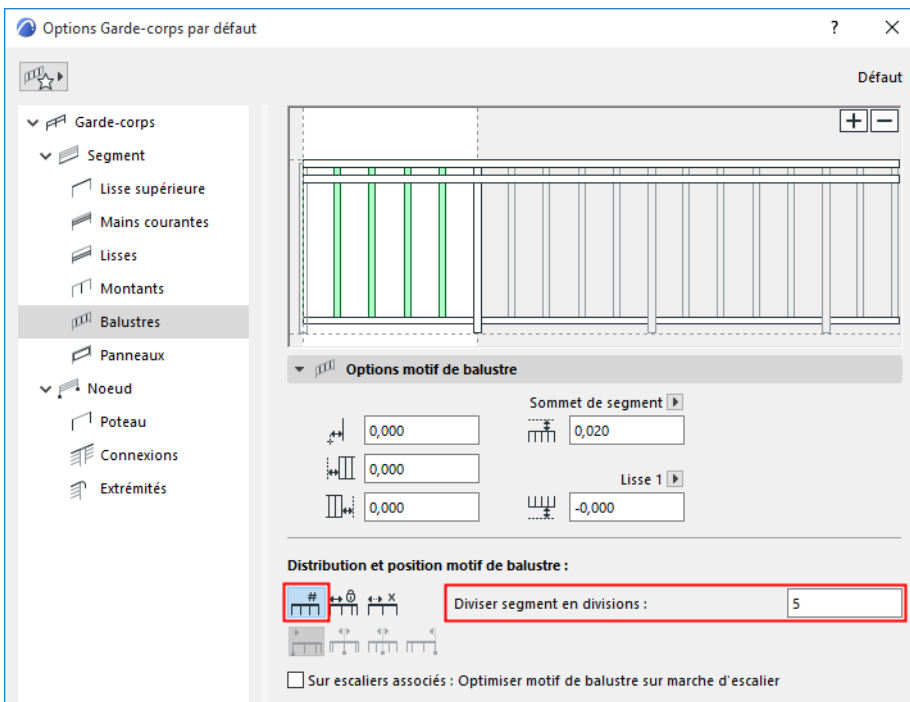 Options Garde-corps par défaut
?
Défaut
Garde-corps
Segment
Lisse supérieure
Mains courantes
Lisses
Montants
Balustres
Panneaux
Noeud
Poteau
Connexions
Extrémités
Options motif de balustre
Sommet de segment
0,000
0,020
0,000
Lisse 1
0,000
-0,000
Distribution et position motif de balustre :
# x
Diviser segment en divisions :
5
Sur escaliers associés : Optimiser motif de balustre sur marche d'escalier